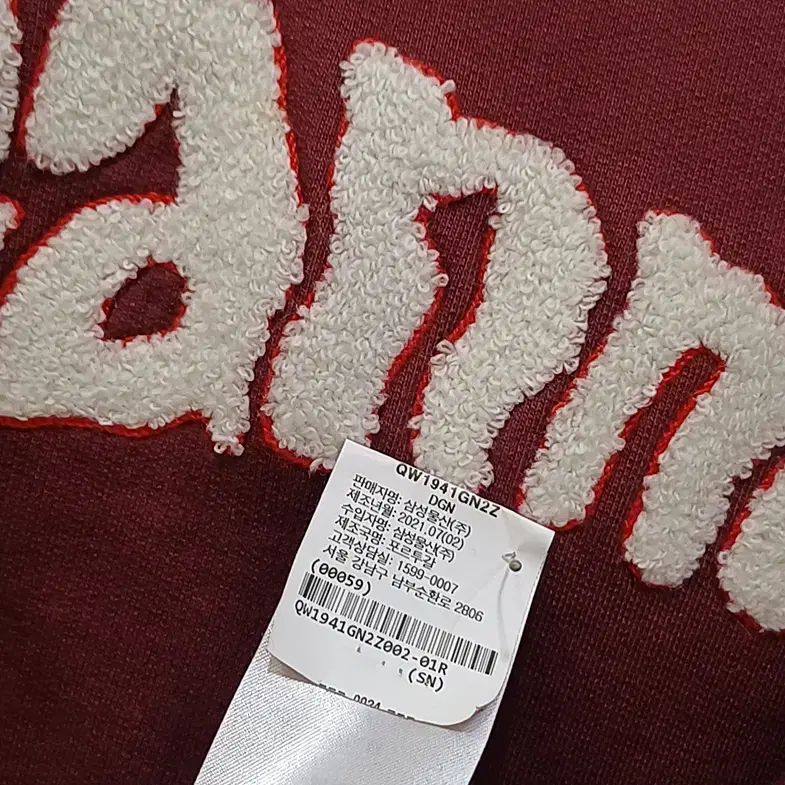 ann
QW1941GN2Z
DGN
판매자명: 삼성물산(주)
제조년월: 2021.07(02)
수입자명: 삼성물산(주)
제조국명: 포르투갈
고객상담실: 1599-0007
서울 강남구 남부순환로 2806
(00059)
QW1941GN2Z002-01R
(SN)